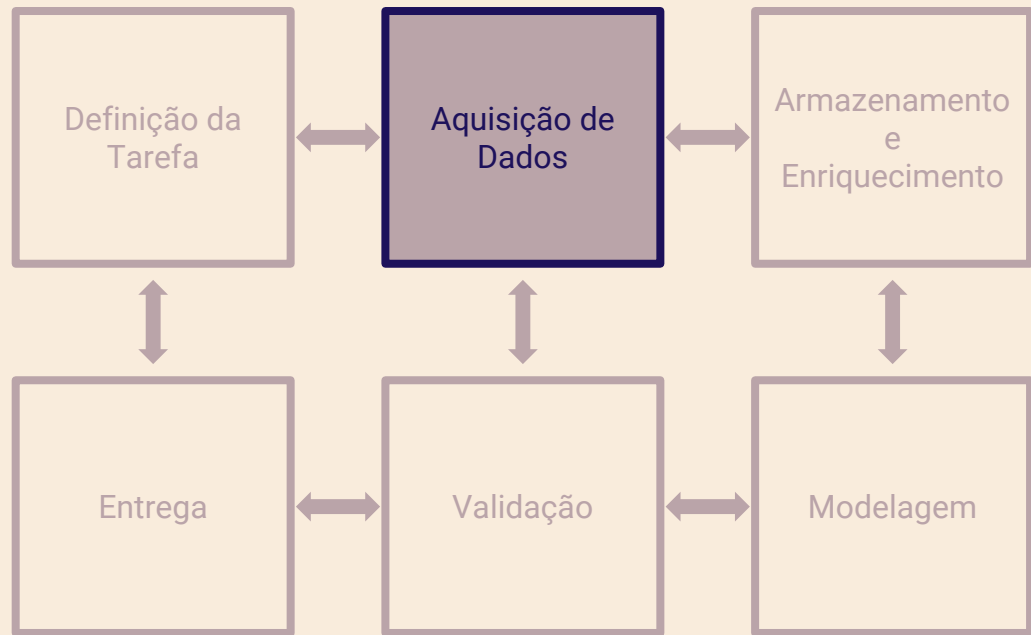 Definição da
Tarefa
Aquisição de
Dados
Armazenamento
e
Enriquecimento
Entrega
Validação
Modelagem